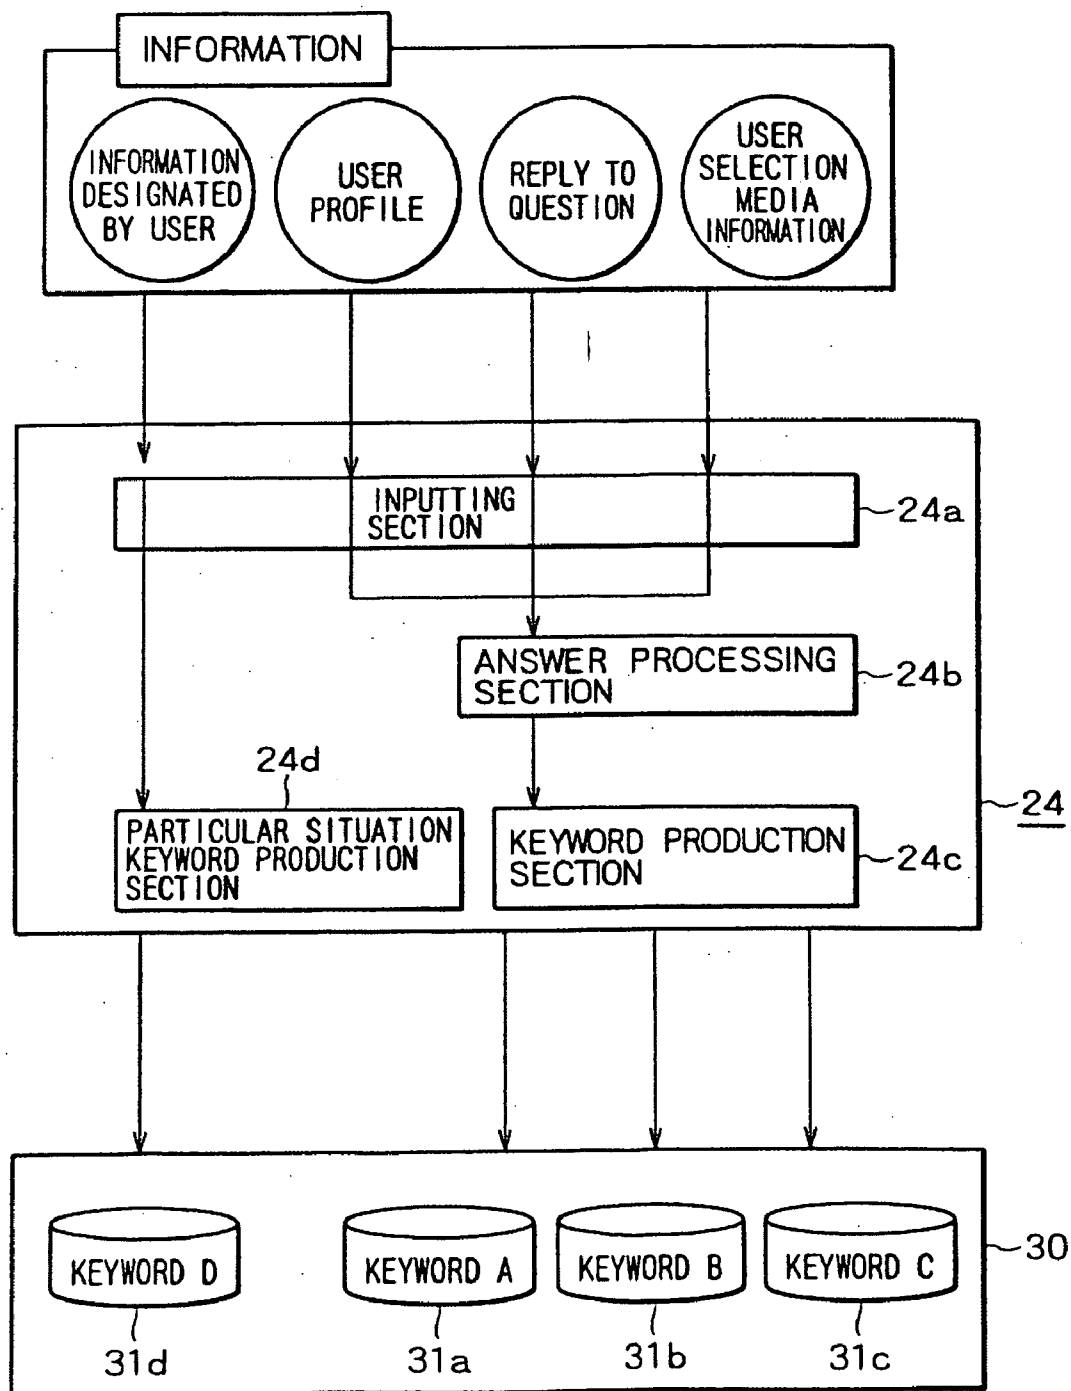 INFORMATION
INFORMATION
DESIGNATED
BY USER
USER
PROFILE
REPLY TO
QUESTION
USER
SELECTION
MEDIA
INFORMATION
INPUTTING
SECTION
24a
ANSWER PROCESSING
SECTION
24b
24d
PARTICULAR SITUATION
KEYWORD PRODUCTION
SECTION
KEYWORD PRODUCTION
SECTION
24c
24
KEYWORD D
KEYWORD A
KEYWORD B
KEYWORD C
30
31d
31a
31b
31c